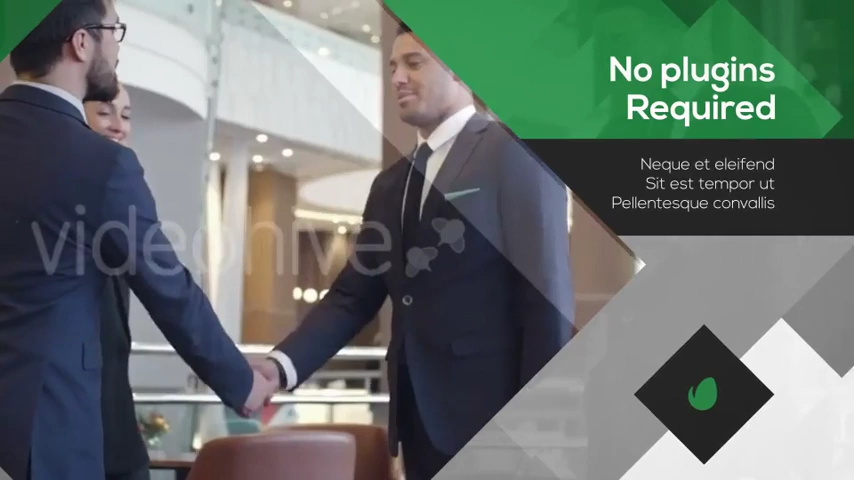 No plugins
Required
Neque et eleifend
Sit est tempor ut
Pellentesque convallis
videohive